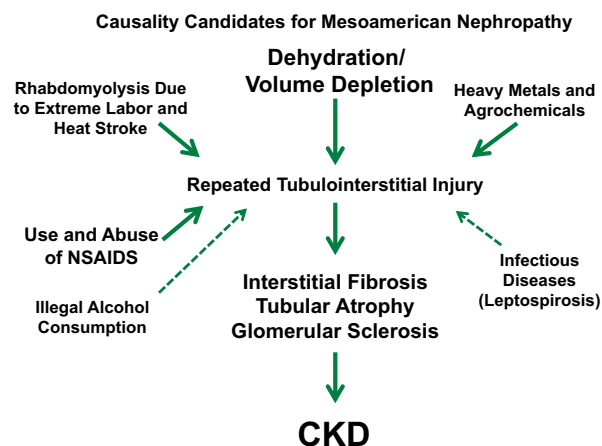 Causality Candidates for Mesoamerican Nephropathy
Dehydration/
Volume Depletion
Rhabdomyolysis Due
to Extreme Labor and
Heat Stroke
Heavy Metals and
Agrochemicals
Repeated Tubulointerstitial Injury
Use and Abuse
of NSAIDS
Illegal Alcohol
Consumption
Interstitial Fibrosis
Tubular Atrophy
Glomerular Sclerosis
Infectious
Diseases
(Leptospirosis)
CKD